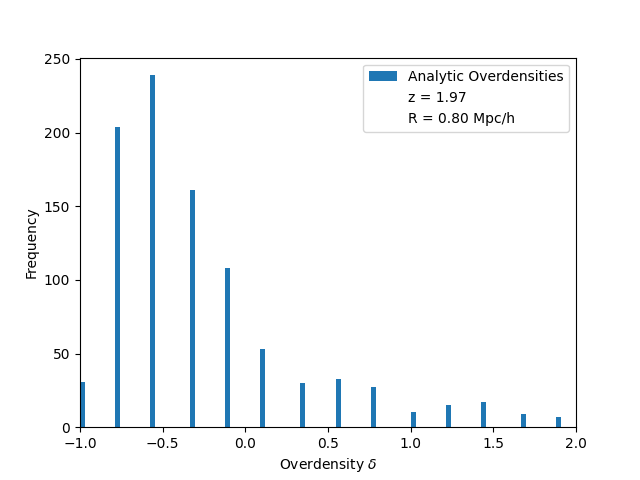 250
200
150
100
50
0
Frequency
−1.0 −0.5 0.0 0.5 1.0 1.5 2.0
Overdensity δ
Analytic Overdensities
z = 1.97
R = 0.80 Mpc/h